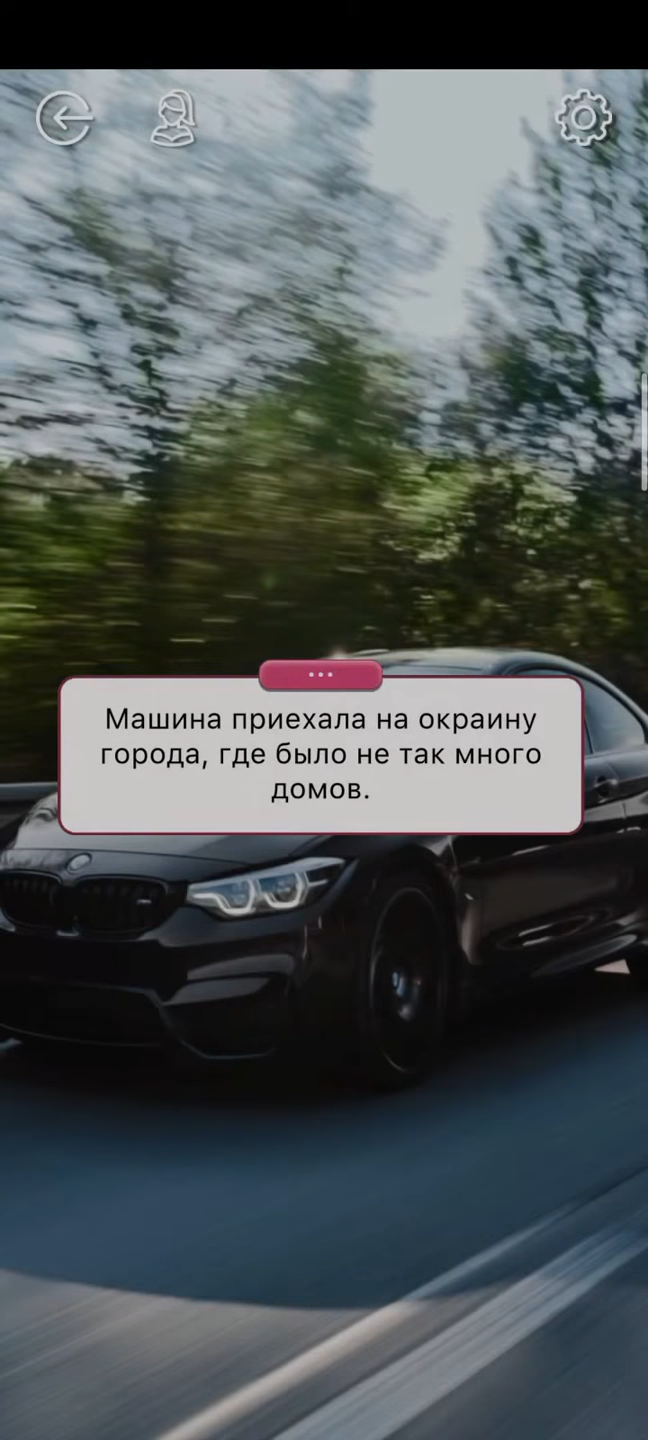 ...
Машина приехала на окраину
города, где было не так много
домов.